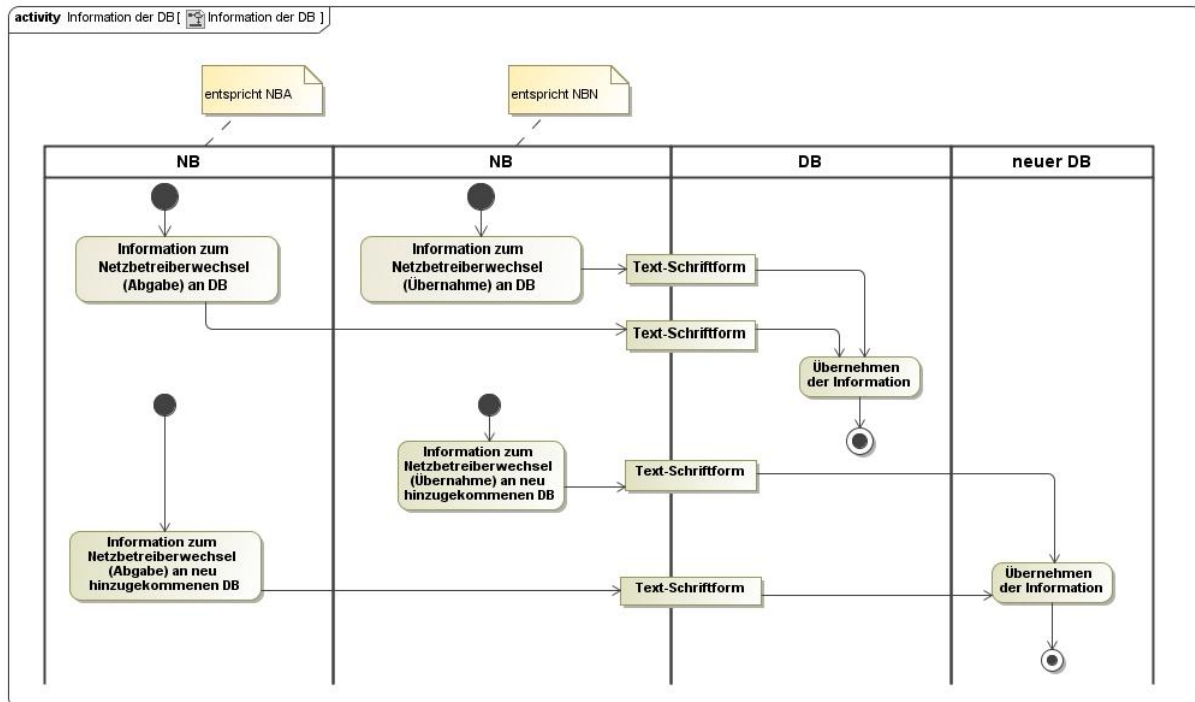 activity Information der DB [ Information der DB ]
entspricht NBA
entspricht NBN
NB
NB
DB
neuer DB
Information zum
Netzbetreiberwechsel
(Abgabe) an DB
Information zum
Netzbetreiberwechsel
(Übernahme) an DB
Text-Schriftform
Text-Schriftform
Übernehmen
der Information
Information zum
Netzbetreiberwechsel
(Übernahme) an neu
hinzugekommenen DB
Text-Schriftform
Information zum
Netzbetreiberwechsel
(Abgabe) an neu
hinzugekommenen DB
Text-Schriftform
Übernehmen
der Information